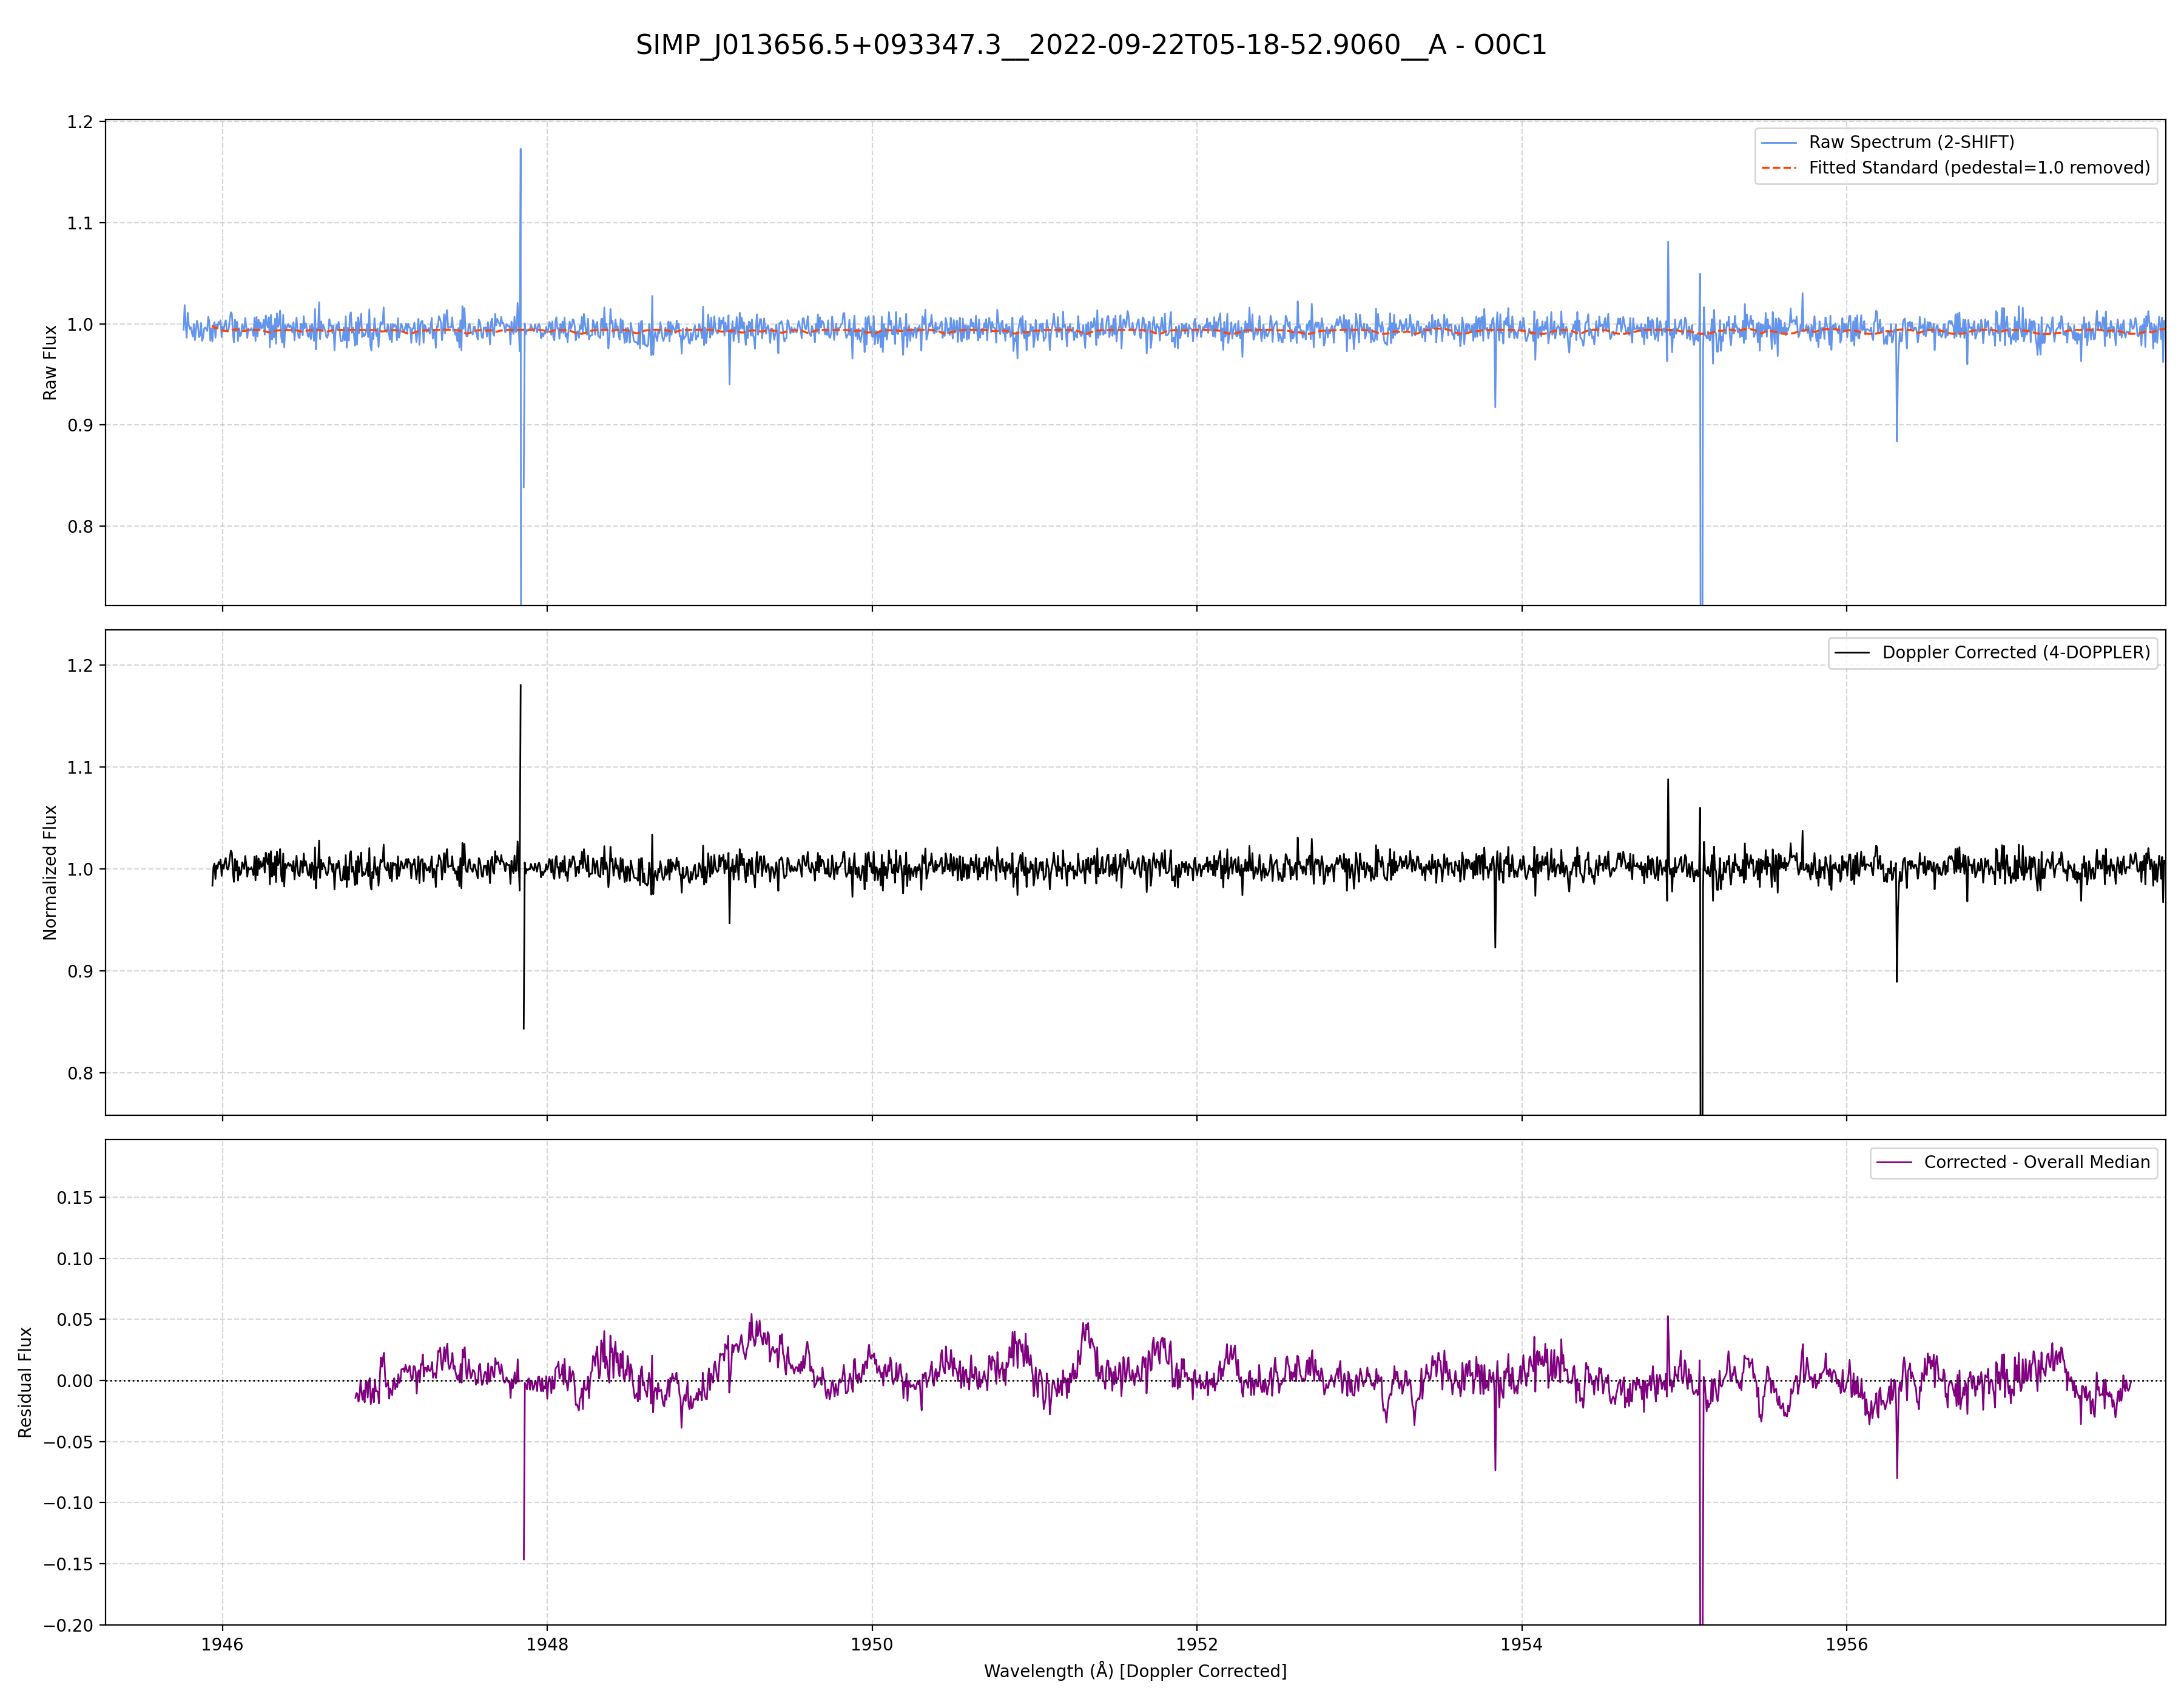 SIMP_J013656.5+093347.3__2022-09-22T05-18-52.9060__A - O0C1
1.2
1.1
1.0
0.9
0.8
Raw Flux
Raw Spectrum (2-SHIFT)
Fitted Standard (pedestal=1.0 removed)
1.2
1.1
1.0
0.9
0.8
Normalized Flux
Doppler Corrected (4-DOPPLER)
0.15
0.10
0.05
0.00
−0.05
−0.10
−0.15
−0.20
Residual Flux
Corrected - Overall Median
1946 1948 1950 1952 1954 1956
Wavelength (Å) [Doppler Corrected]